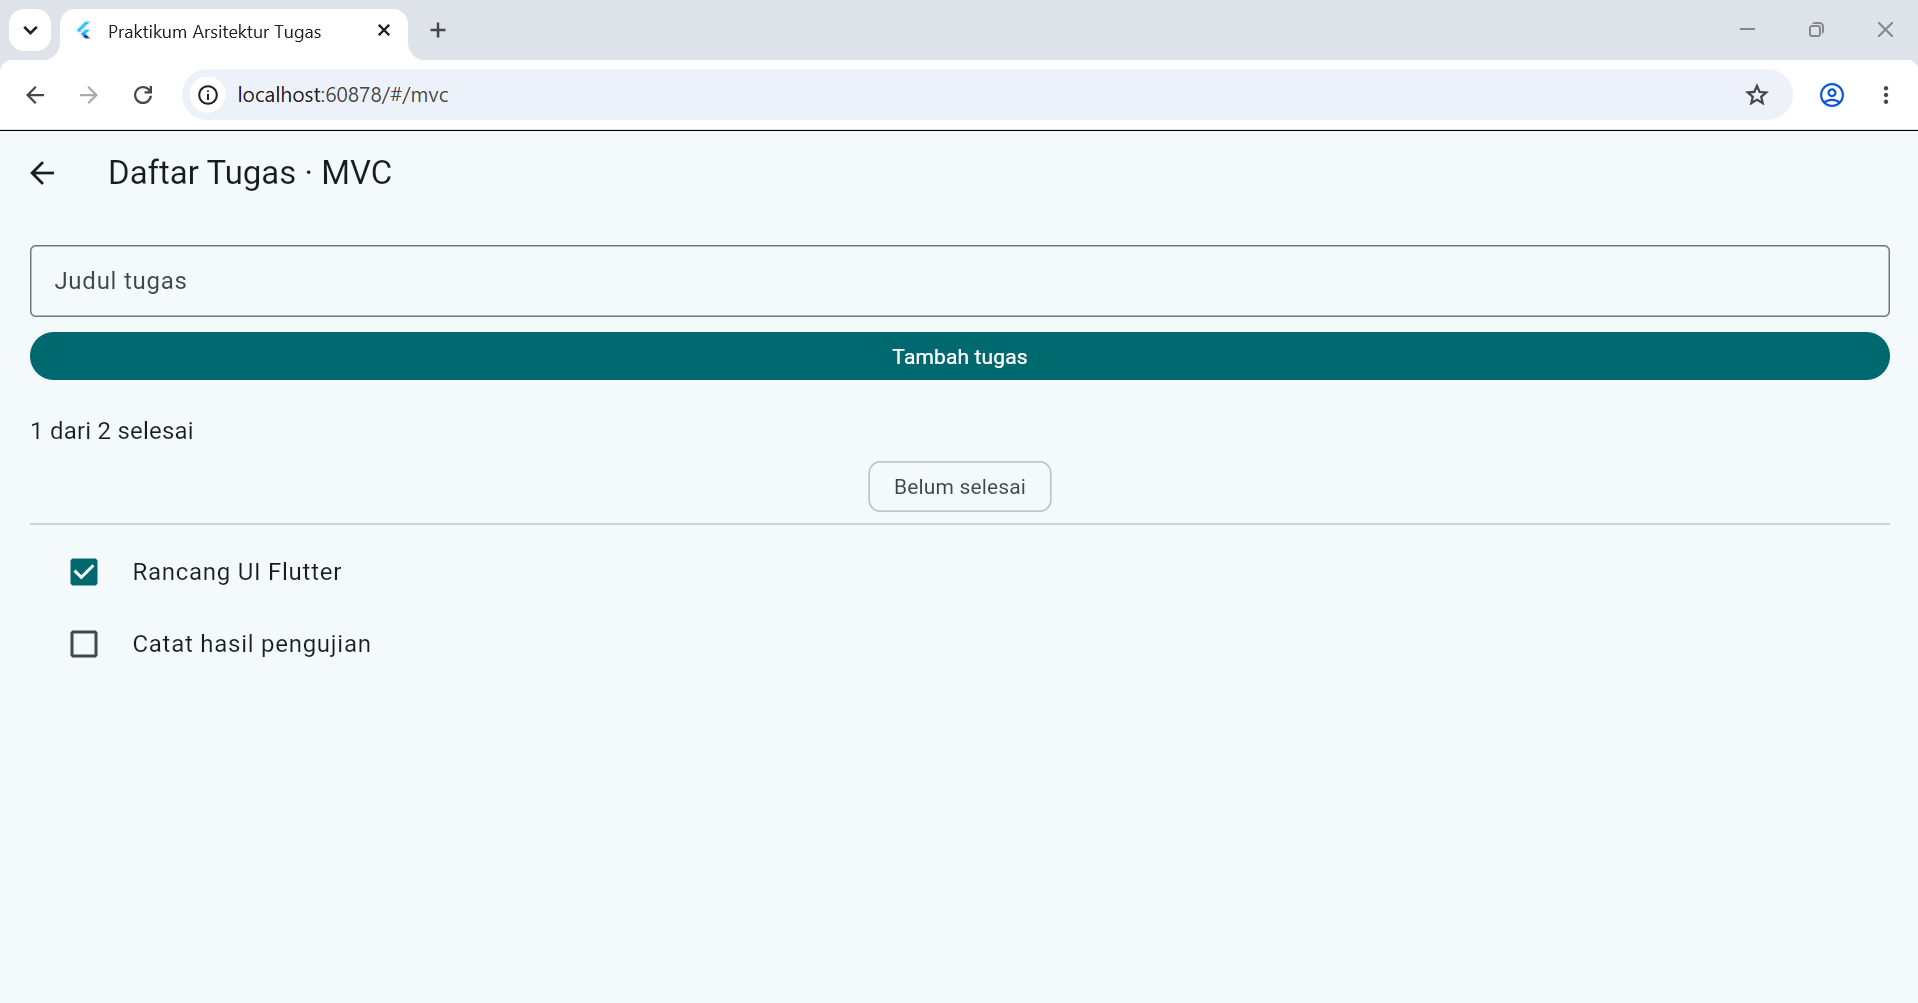 Praktikum Arsitektur Tugas
localhost:60878/#/mvc
Daftar Tugas · MVC
Judul tugas
Tambah tugas
1 dari 2 selesai
Belum selesai
Rancang UI Flutter
Catat hasil pengujian